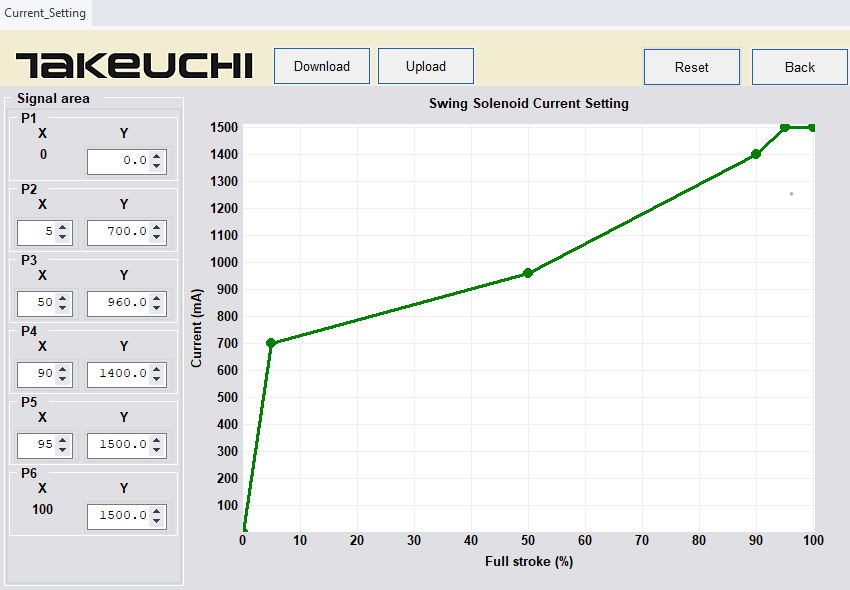 Current_Setting
TAKEUCHI
Download Upload Reset Back
Signal area
P1
X Y
0 0.0
P2
X Y
5 700.0
P3
X Y
50 960.0
P4
X Y
90 1400.0
P5
X Y
95 1500.0
P6
X Y
100 1500.0
Swing Solenoid Current Setting
1500
1400
1300
1200
1100
1000
900
800
700
600
500
400
300
200
100
Current (mA)
0 10 20 30 40 50 60 70 80 90 100
Full stroke (%)